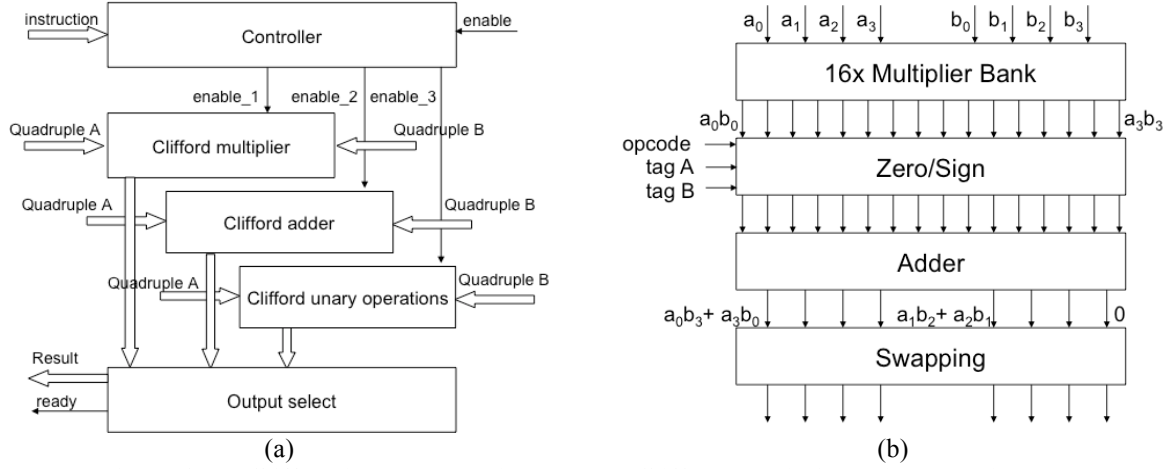 instruction
Controller
enable
enable_1 enable_2 enable_3
Quadruple A
Clifford multiplier
Quadruple B
Quadruple A
Clifford adder
Quadruple B
Quadruple A
Clifford unary operations
Quadruple B
Result
ready
Output select
(a)
a₀ a₁ a₂ a₃ b₀ b₁ b₂ b₃
16x Multiplier Bank
a₀b₀ a₃b₃
opcode
tag A
tag B
Zero/Sign
Adder
a₀b₃+ a₃b₀ a₁b₂+ a₂b₁ 0
Swapping
(b)